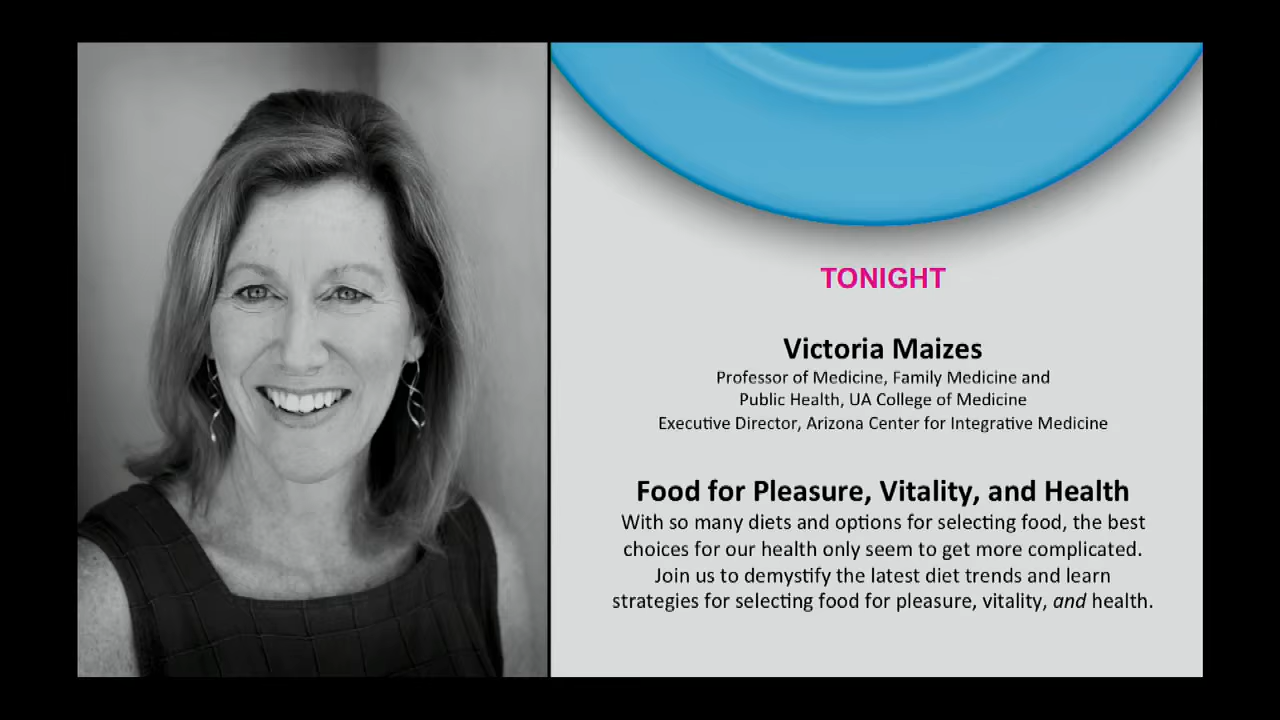 TONIGHT
Victoria Maizes
Professor of Medicine, Family Medicine and
Public Health, UA College of Medicine
Executive Director, Arizona Center for Integrative Medicine
Food for Pleasure, Vitality, and Health
With so many diets and options for selecting food, the best
choices for our health only seem to get more complicated.
Join us to demystify the latest diet trends and learn
strategies for selecting food for pleasure, vitality, and health.